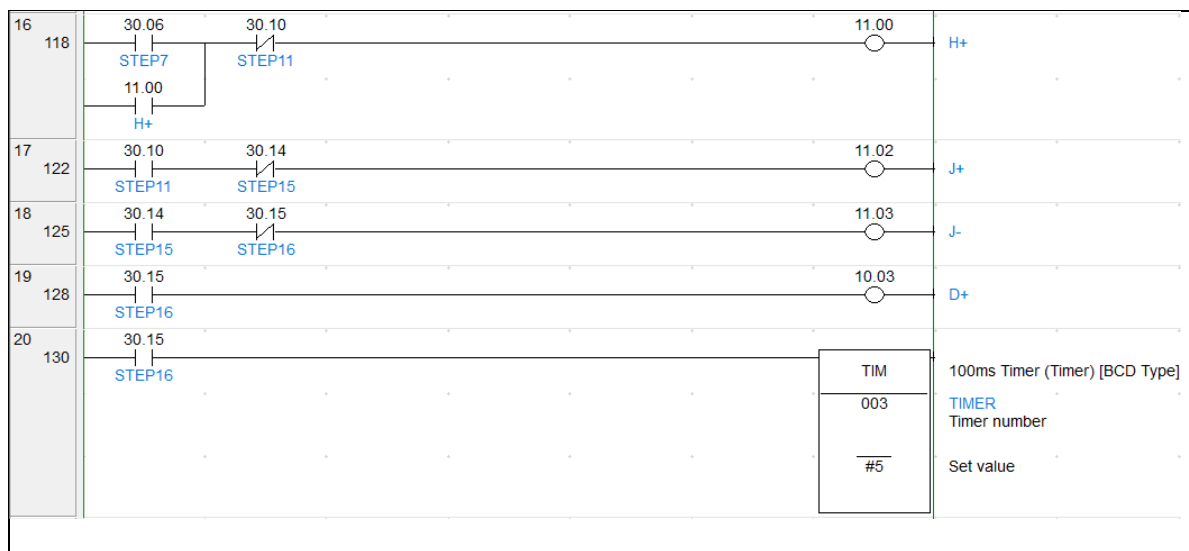 16 30.06 30.10 11.00
118 H+
STEP7 STEP11
11.00
H+
17 30.10 30.14 11.02
122 J+
STEP11 STEP15
18 30.14 30.15 11.03
125 J-
STEP15 STEP16
19 30.15 10.03
128 D+
STEP16
20 30.15
130
STEP16 TIM 100ms Timer (Timer) [BCD Type]
003 TIMER
Timer number
#5 Set value